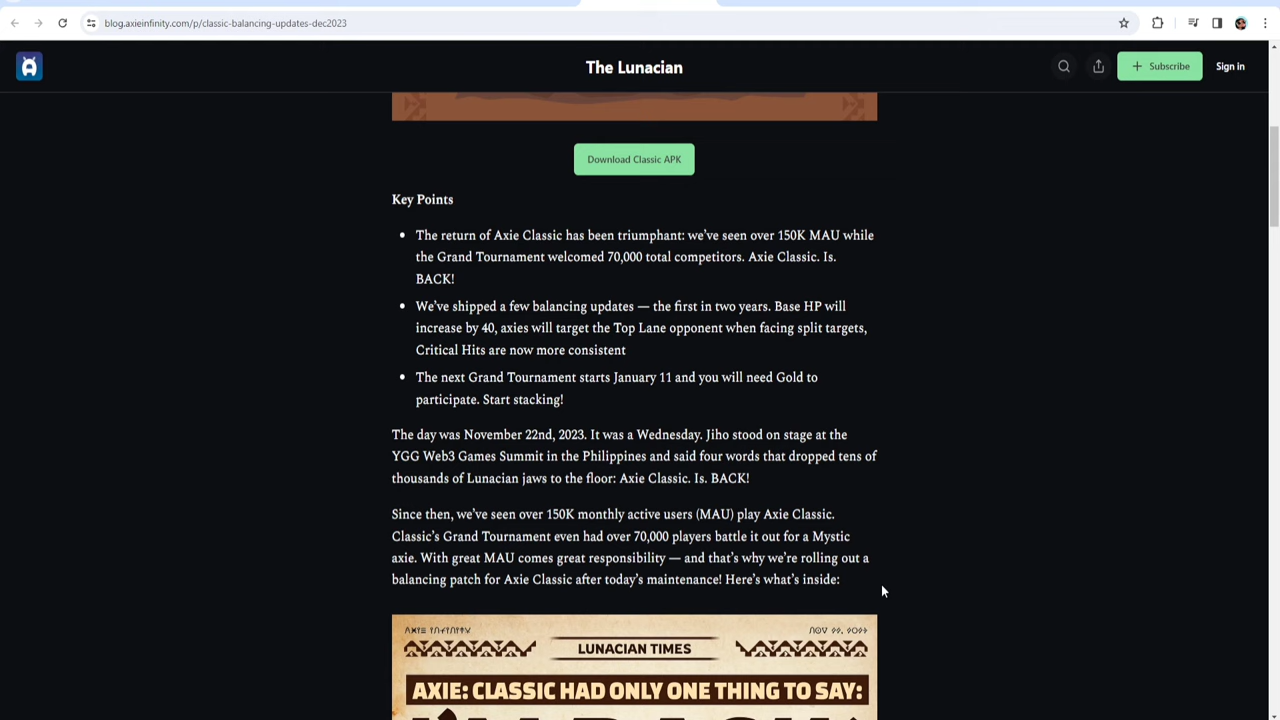 blog.axieinfinity.com/p/classic-balancing-updates-dec2023
The Lunacian
Subscribe
Sign in
Download Classic APK
Key Points
• The return of Axie Classic has been triumphant: we've seen over 150K MAU while
the Grand Tournament welcomed 70,000 total competitors. Axie Classic. Is.
BACK!
• We've shipped a few balancing updates — the first in two years. Base HP will
increase by 40, axies will target the Top Lane opponent when facing split targets,
Critical Hits are now more consistent
• The next Grand Tournament starts January 11 and you will need Gold to
participate. Start stacking!
The day was November 22nd, 2023. It was a Wednesday. Jiho stood on stage at the
YGG Web3 Games Summit in the Philippines and said four words that dropped tens of
thousands of Lunacian jaws to the floor: Axie Classic. Is. BACK!
Since then, we've seen over 150K monthly active users (MAU) play Axie Classic.
Classic's Grand Tournament even had over 70,000 players battle it out for a Mystic
axie. With great MAU comes great responsibility — and that's why we're rolling out a
balancing patch for Axie Classic after today's maintenance! Here's what's inside:
LUNACIAN TIMES
AXIE: CLASSIC HAD ONLY ONE THING TO SAY: